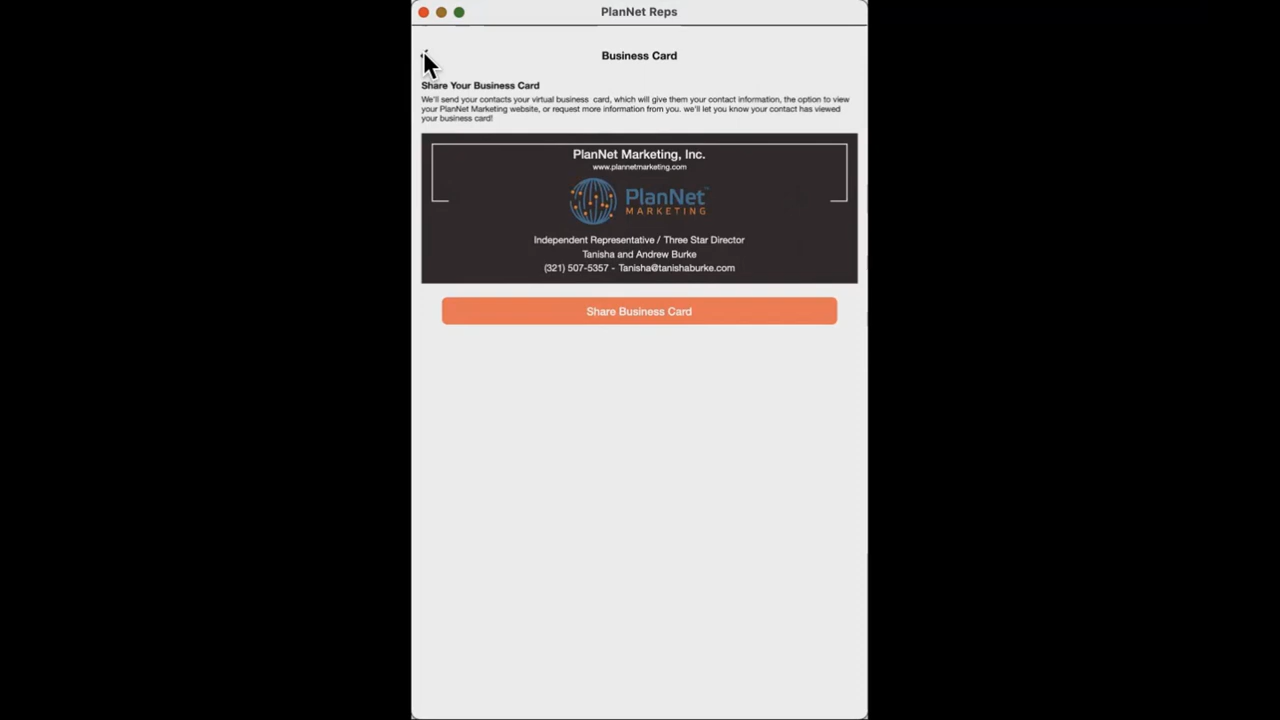 PlanNet Reps
Business Card
Share Your Business Card
We'll send your contacts your virtual business card, which will give them your contact information, the option to view
your PlanNet Marketing website, or request more information from you. we'll let you know your contact has viewed
your business card!
PlanNet Marketing, Inc.
www.plannetmarketing.com
PlanNet™
MARKETING
Independent Representative / Three Star Director
Tanisha and Andrew Burke
(321) 507-5357 - Tanisha@tanishaburke.com
Share Business Card